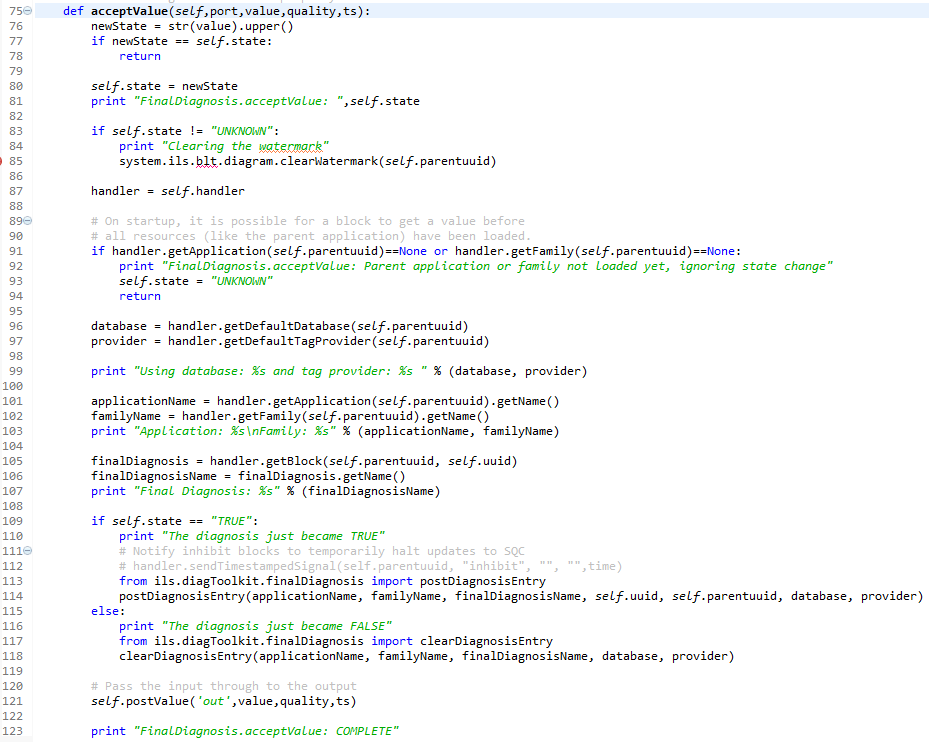 75 def acceptValue(self,port,value,quality,ts):
76 newState = str(value).upper()
77 if newState == self.state:
78 return
79
80 self.state = newState
81 print "FinalDiagnosis.acceptValue: ",self.state
82
83 if self.state != "UNKNOWN":
84 print "Clearing the watermark"
85 system.ils.blt.diagram.clearWatermark(self.parentuuid)
86
87 handler = self.handler
88
89 # On startup, it is possible for a block to get a value before
90 # all resources (like the parent application) have been loaded.
91 if handler.getApplication(self.parentuuid)==None or handler.getFamily(self.parentuuid)==None:
92 print "FinalDiagnosis.acceptValue: Parent application or family not loaded yet, ignoring state change"
93 self.state = "UNKNOWN"
94 return
95
96 database = handler.getDefaultDatabase(self.parentuuid)
97 provider = handler.getDefaultTagProvider(self.parentuuid)
98
99 print "Using database: %s and tag provider: %s " % (database, provider)
100
101 applicationName = handler.getApplication(self.parentuuid).getName()
102 familyName = handler.getFamily(self.parentuuid).getName()
103 print "Application: %s\nFamily: %s" % (applicationName, familyName)
104
105 finalDiagnosis = handler.getBlock(self.parentuuid, self.uuid)
106 finalDiagnosisName = finalDiagnosis.getName()
107 print "Final Diagnosis: %s" % (finalDiagnosisName)
108
109 if self.state == "TRUE":
110 print "The diagnosis just became TRUE"
111 # Notify inhibit blocks to temporarily halt updates to SQC
112 # handler.sendTimestampedSignal(self.parentuuid, "inhibit", "", "",time)
113 from ils.diagToolkit.finalDiagnosis import postDiagnosisEntry
114 postDiagnosisEntry(applicationName, familyName, finalDiagnosisName, self.uuid, self.parentuuid, database, provider)
115 else:
116 print "The diagnosis just became FALSE"
117 from ils.diagToolkit.finalDiagnosis import clearDiagnosisEntry
118 clearDiagnosisEntry(applicationName, familyName, finalDiagnosisName, database, provider)
119
120 # Pass the input through to the output
121 self.postValue('out',value,quality,ts)
122
123 print "FinalDiagnosis.acceptValue: COMPLETE"